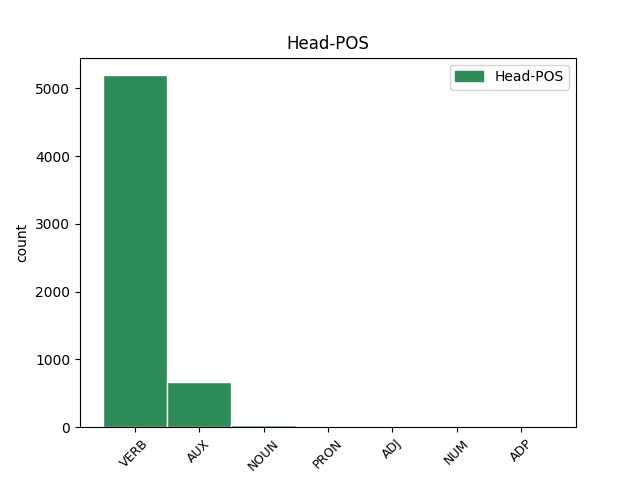 Head-POS
Head-POS
5000
4000
3000
2000
1000
0
count
VERB
AUX
NOUN
PRON
ADJ
NUM
ADP